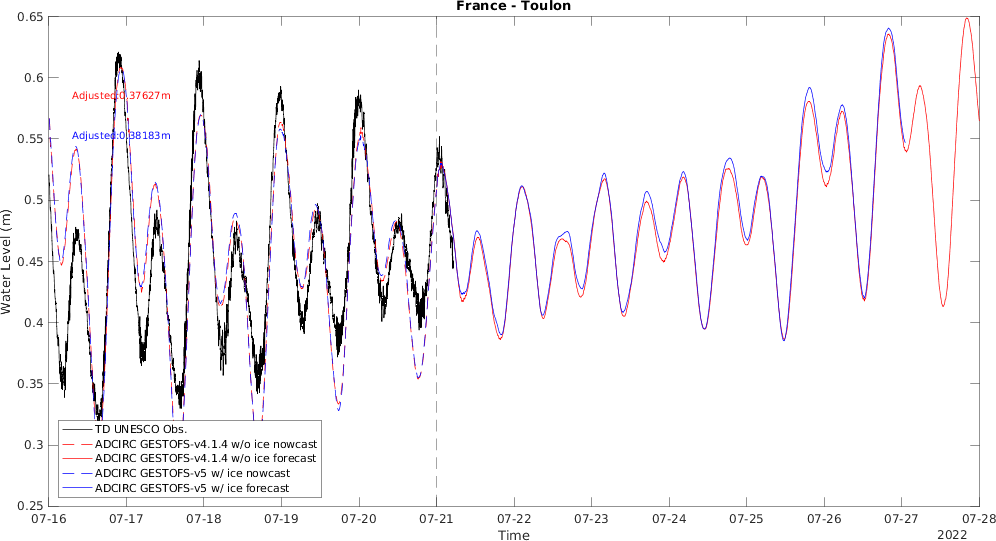 France - Toulon
0.65
0.6
0.55
0.5
0.45
0.4
0.35
0.3
0.25
Water Level (m)
Adjusted:0.37627m
Adjusted:0.38183m
TD UNESCO Obs.
ADCIRC GESTOFS-v4.1.4 w/o ice nowcast
ADCIRC GESTOFS-v4.1.4 w/o ice forecast
ADCIRC GESTOFS-v5 w/ ice nowcast
ADCIRC GESTOFS-v5 w/ ice forecast
07-16 07-17 07-18 07-19 07-20 07-21 07-22 07-23 07-24 07-25 07-26 07-27 07-28
Time
2022